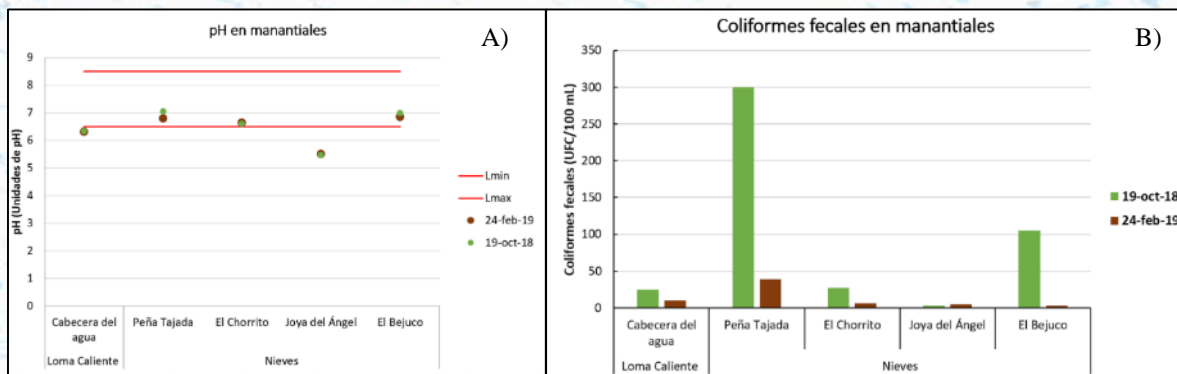 pH en manantiales
A)
9
8
7
6
5
4
3
2
1
0
pH (Unidades de pH)
Lmin
Lmax
24-feb-19
19-oct-18
Cabecera del
agua
Peña Tajada
El Chorrito
Joya del Ángel
El Bejuco
Loma Caliente
Nieves
Coliformes fecales en manantiales
B)
350
300
250
200
150
100
50
0
Coliformes fecales (UFC/100 mL)
19-oct-18
24-feb-19
Cabecera del
agua
Peña Tajada
El Chorrito
Joya del Ángel
El Bejuco
Loma Caliente
Nieves